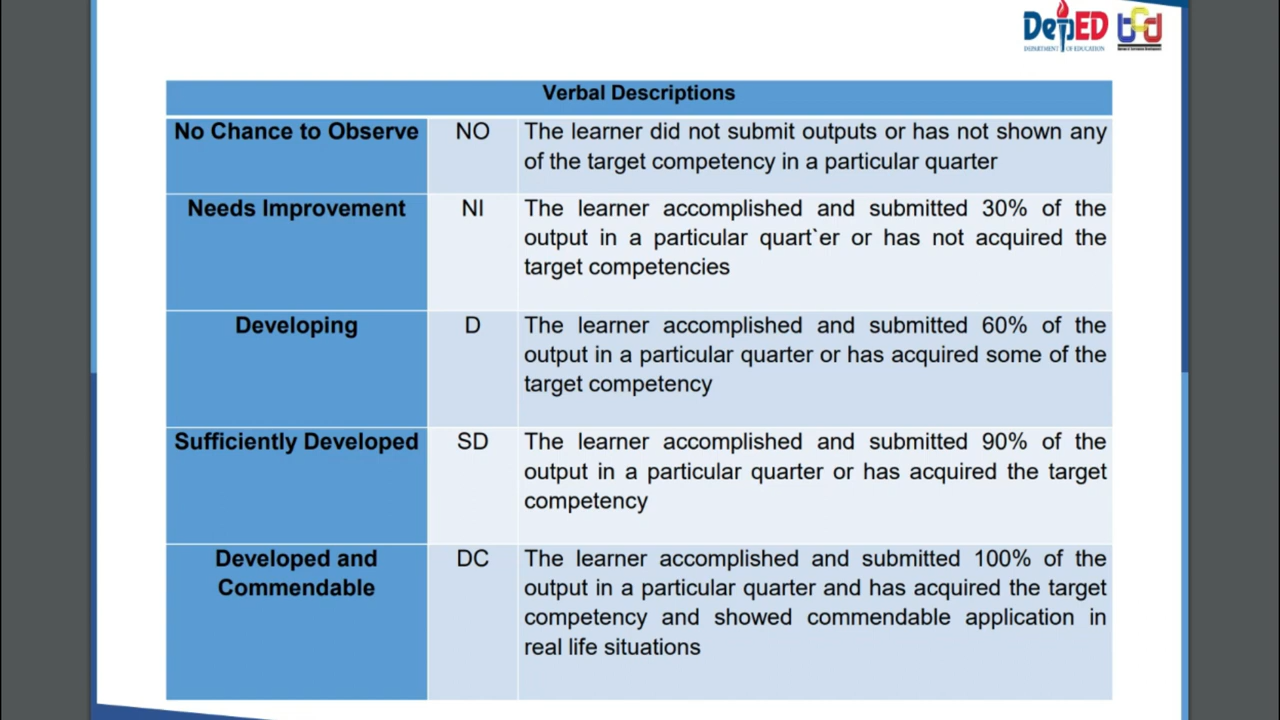 DepED
DEPARTMENT OF EDUCATION
Verbal Descriptions
No Chance to Observe
NO
The learner did not submit outputs or has not shown any
of the target competency in a particular quarter
Needs Improvement
NI
The learner accomplished and submitted 30% of the
output in a particular quart`er or has not acquired the
target competencies
Developing
D
The learner accomplished and submitted 60% of the
output in a particular quarter or has acquired some of the
target competency
Sufficiently Developed
SD
The learner accomplished and submitted 90% of the
output in a particular quarter or has acquired the target
competency
Developed and
Commendable
DC
The learner accomplished and submitted 100% of the
output in a particular quarter and has acquired the target
competency and showed commendable application in
real life situations